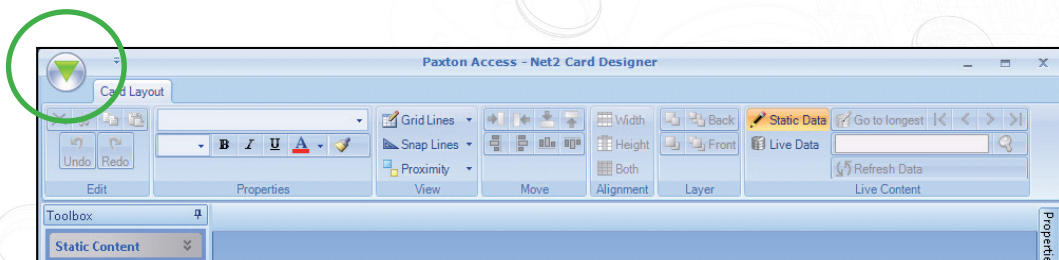 Paxton Access - Net2 Card Designer
Card Layout
Grid Lines Width Back Static Data Go to longest
B I U A Snap Lines Height Front Live Data
Undo Redo Proximity Both Refresh Data
Edit Properties View Move Alignment Layer Live Content
Toolbox
Static Content